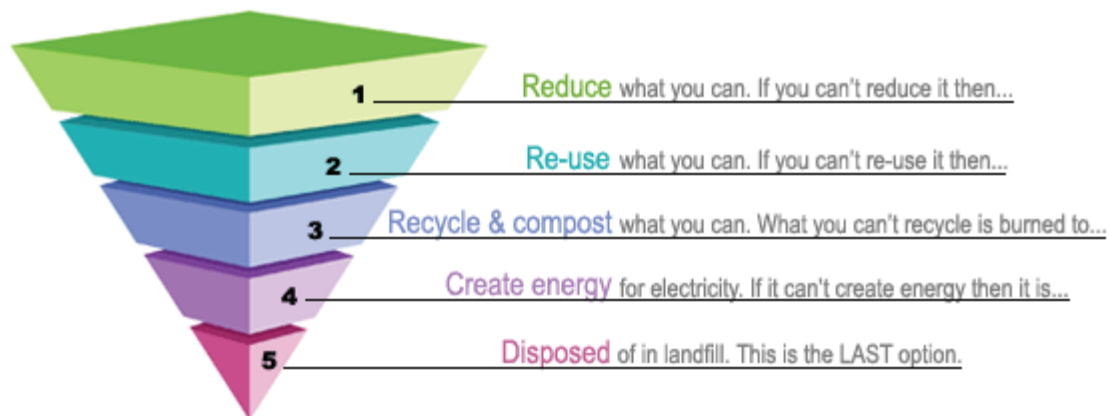 1 Reduce what you can. If you can't reduce it then...
2 Re-use what you can. If you can't re-use it then...
3 Recycle & compost what you can. What you can't recycle is burned to...
4 Create energy for electricity. If it can't create energy then it is...
5 Disposed of in landfill. This is the LAST option.